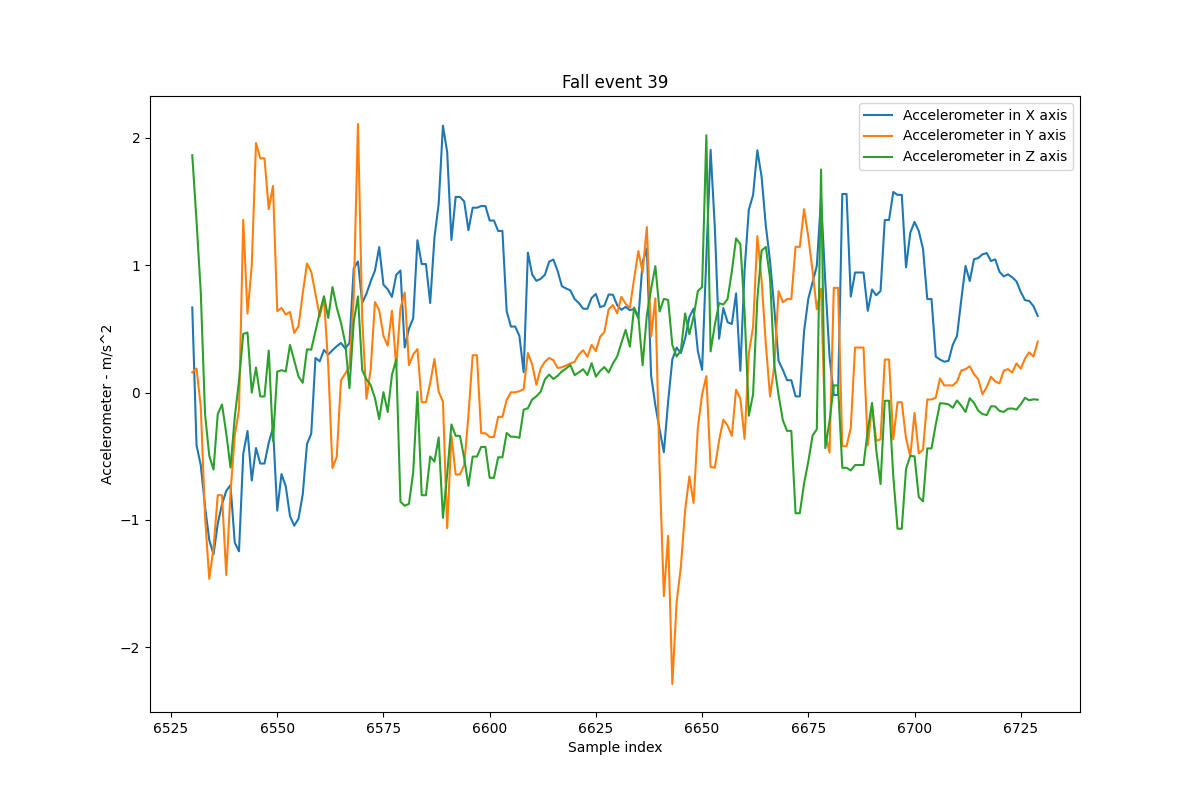 Fall event 39
Accelerometer in X axis
Accelerometer in Y axis
Accelerometer in Z axis
Accelerometer - m/s^2
2
1
0
−1
−2
6525 6550 6575 6600 6625 6650 6675 6700 6725
Sample index